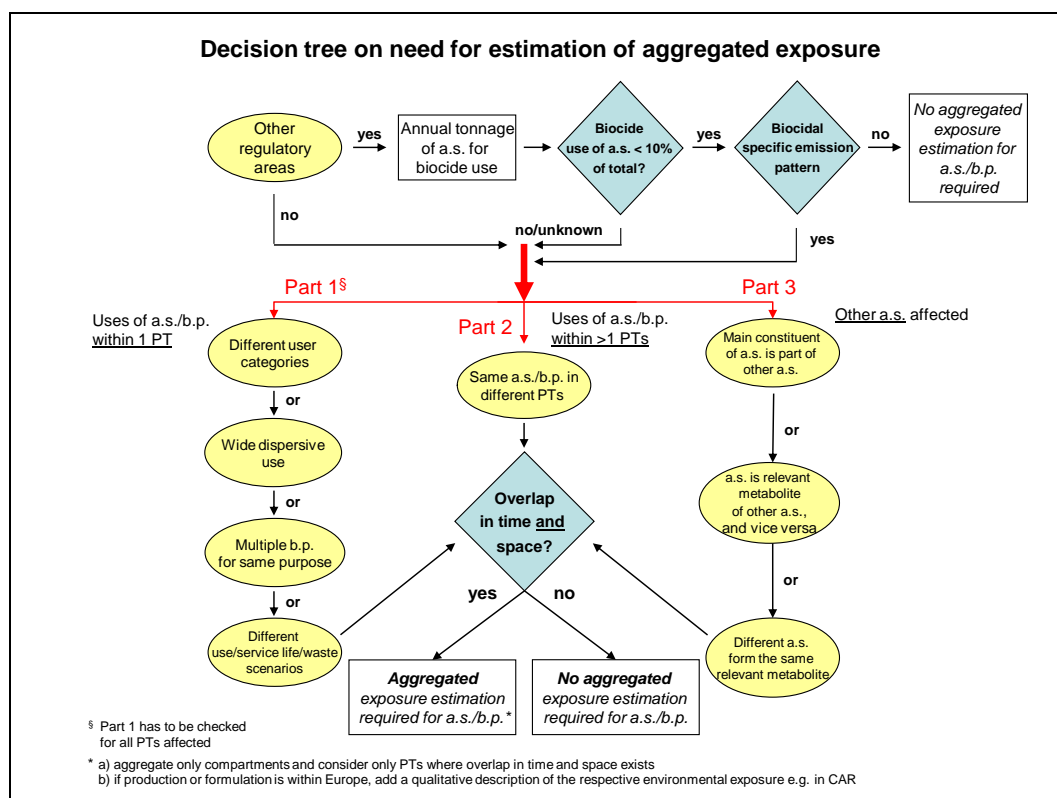 Decision tree on need for estimation of aggregated exposure
Other
regulatory
areas
yes
Annual tonnage
of a.s. for
biocide use
Biocide
use of a.s. < 10%
of total?
yes
Biocidal
specific emission
pattern
no
No aggregated
exposure
estimation for
a.s./b.p.
required
no
no/unknown
yes
Part 1§
Part 2
Part 3
Uses of a.s./b.p.
within 1 PT
Different user
categories
or
Wide dispersive
use
or
Multiple b.p.
for same purpose
or
Different
use/service life/waste
scenarios
Uses of a.s./b.p.
within >1 PTs
Same a.s./b.p. in
different PTs
Overlap
in time and
space?
yes
no
Aggregated
exposure estimation
required for a.s./b.p.*
No aggregated
exposure estimation
required for a.s./b.p.
Other a.s. affected
Main constituent
of a.s. is part of
other a.s.
or
a.s. is relevant
metabolite
of other a.s.,
and vice versa
or
Different a.s.
form the same
relevant metabolite
§ Part 1 has to be checked
for all PTs affected
* a) aggregate only compartments and consider only PTs where overlap in time and space exists
b) if production or formulation is within Europe, add a qualitative description of the respective environmental exposure e.g. in CAR